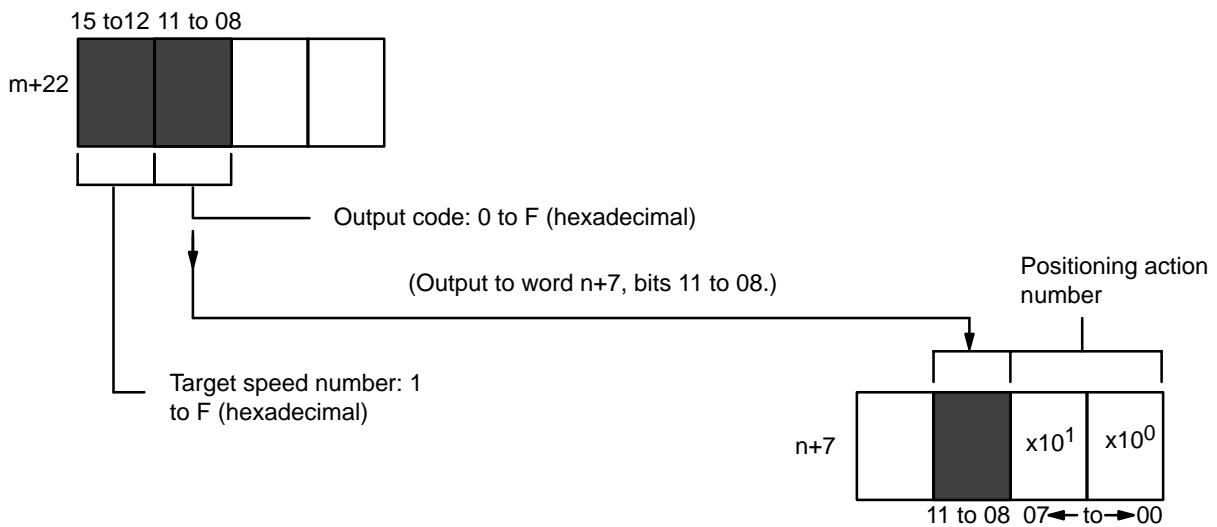 15 to12 11 to 08
m+22
Output code: 0 to F (hexadecimal)
(Output to word n+7, bits 11 to 08.)
Positioning action
number
Target speed number: 1
to F (hexadecimal)
n+7
x10¹ x10⁰
11 to 08 07 to 00